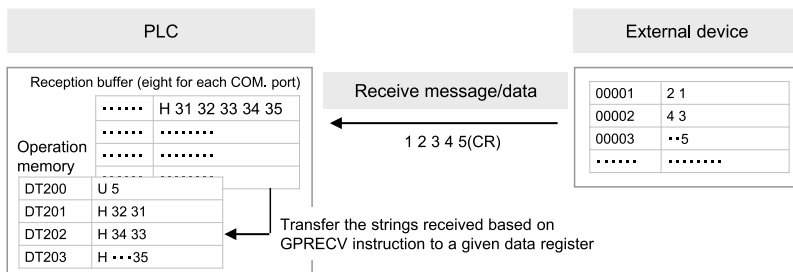 PLC
External device
Reception buffer (eight for each COM. port)
······ H 31 32 33 34 35
······ ········
······ ········
······ ········
Operation
memory
DT200 U 5
DT201 H 32 31
DT202 H 34 33
DT203 H ···35
Receive message/data
1 2 3 4 5(CR)
Transfer the strings received based on
GPRECV instruction to a given data register
00001 2 1
00002 4 3
00003 ··5
······ ········